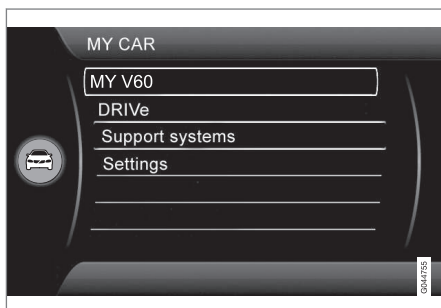 MY CAR
MY V60
DRIVe
Support systems
Settings
G044755